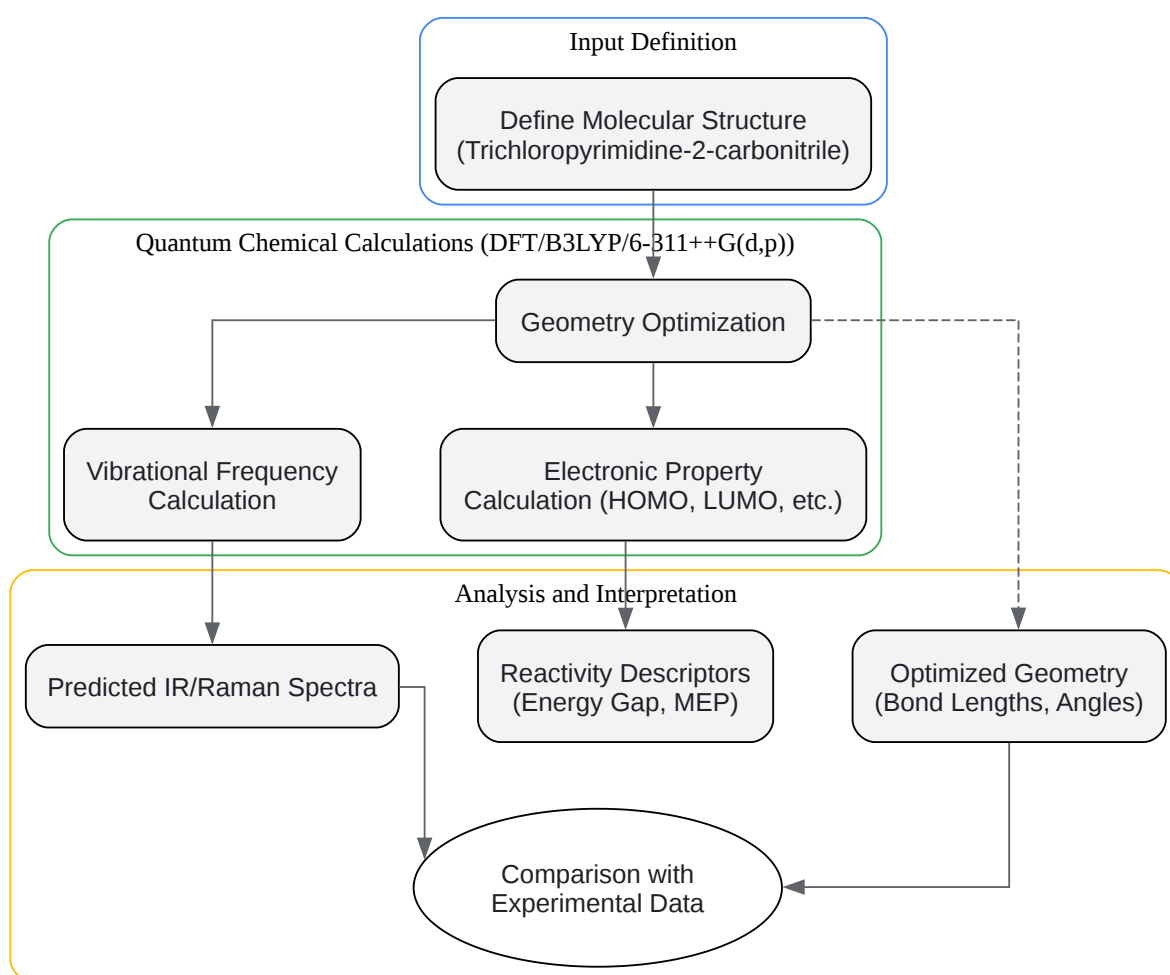 Input Definition
Define Molecular Structure
(Trichloropyrimidine-2-carbonitrile)
Quantum Chemical Calculations (DFT/B3LYP/6-311++G(d,p))
Geometry Optimization
Vibrational Frequency
Calculation
Electronic Property
Calculation (HOMO, LUMO, etc.)
Analysis and Interpretation
Predicted IR/Raman Spectra
Reactivity Descriptors
(Energy Gap, MEP)
Optimized Geometry
(Bond Lengths, Angles)
Comparison with
Experimental Data